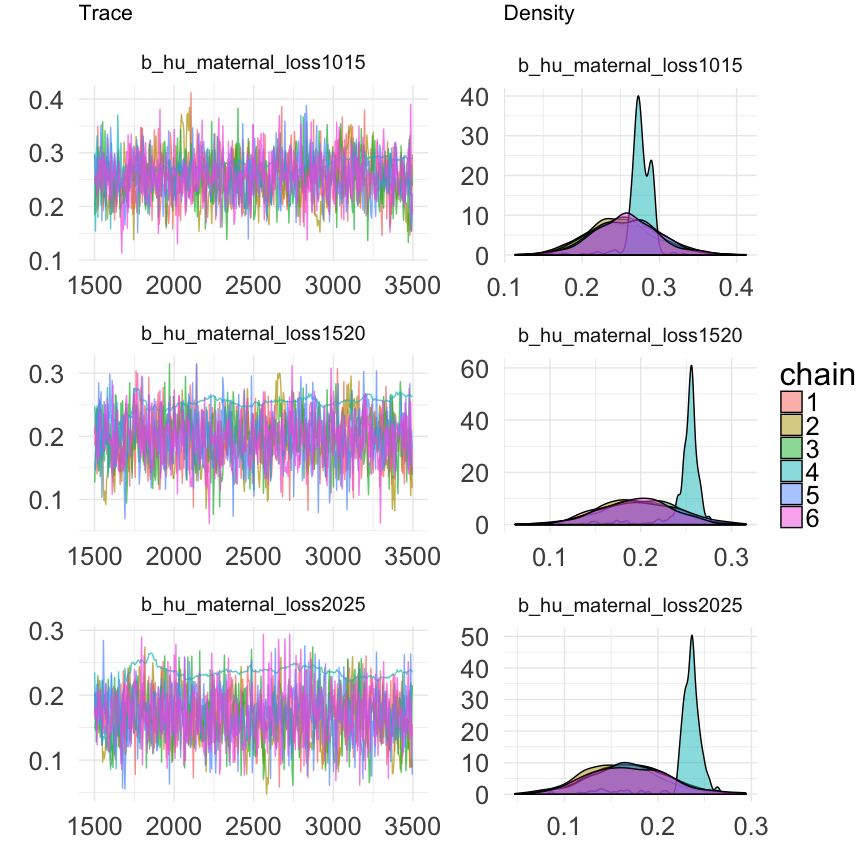 Trace
Density
b_hu_maternal_loss1015
0.4
0.3
0.2
0.1
1500 2000 2500 3000 3500
b_hu_maternal_loss1015
40
30
20
10
0
0.1 0.2 0.3 0.4
b_hu_maternal_loss1520
0.3
0.2
0.1
1500 2000 2500 3000 3500
b_hu_maternal_loss1520
60
40
20
0
0.1 0.2 0.3
b_hu_maternal_loss2025
0.3
0.2
0.1
1500 2000 2500 3000 3500
b_hu_maternal_loss2025
50
40
30
20
10
0
0.1 0.2 0.3
chain
1
2
3
4
5
6